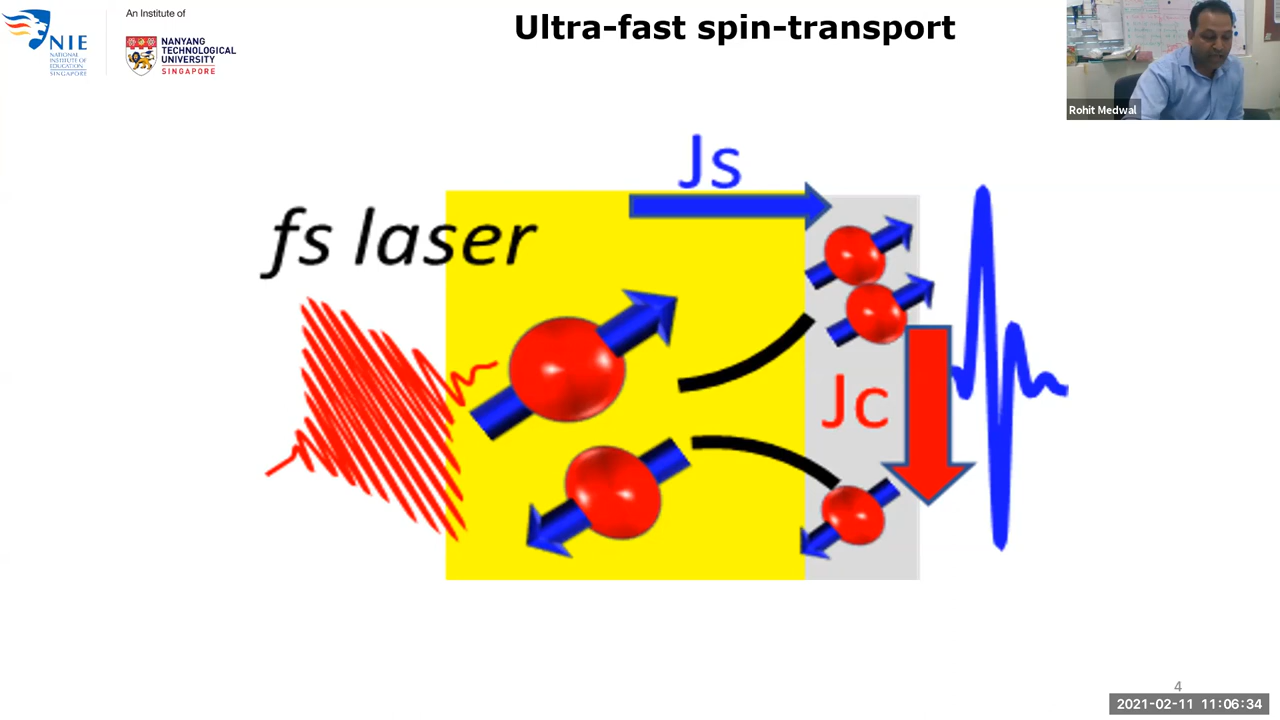 Ultra-fast spin-transport
NIE
NATIONAL
INSTITUTE OF
EDUCATION
SINGAPORE
An Institute of
NANYANG
TECHNOLOGICAL
UNIVERSITY
SINGAPORE
Rohit Medwal
Js
fs laser
Jc
4
2021-02-11 11:06:34